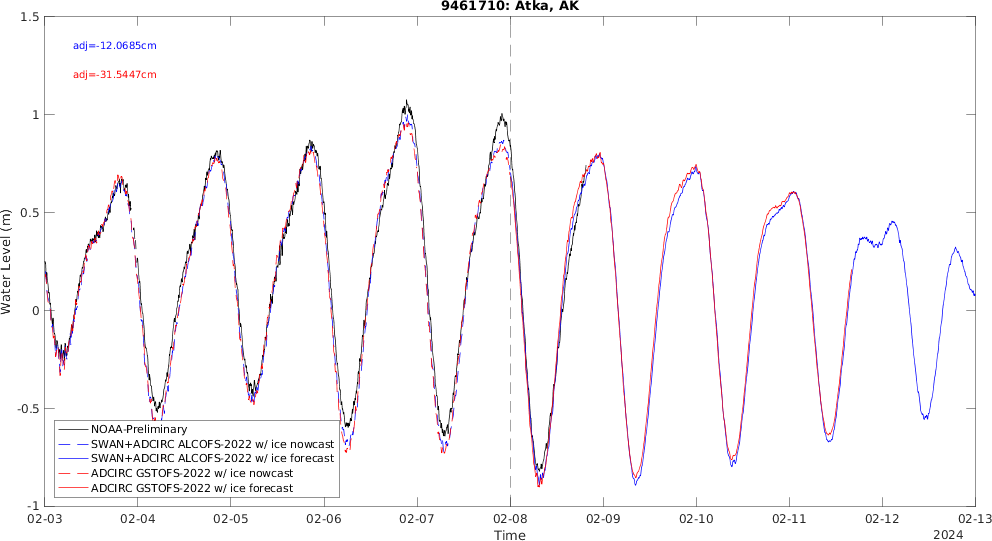 9461710: Atka, AK
1.5
adj=-12.0685cm
adj=-31.5447cm
1
0.5
Water Level (m)
0
-0.5
-1
NOAA-Preliminary
SWAN+ADCIRC ALCOFS-2022 w/ ice nowcast
SWAN+ADCIRC ALCOFS-2022 w/ ice forecast
ADCIRC GSTOFS-2022 w/ ice nowcast
ADCIRC GSTOFS-2022 w/ ice forecast
02-03 02-04 02-05 02-06 02-07 02-08 02-09 02-10 02-11 02-12 02-13
Time
2024